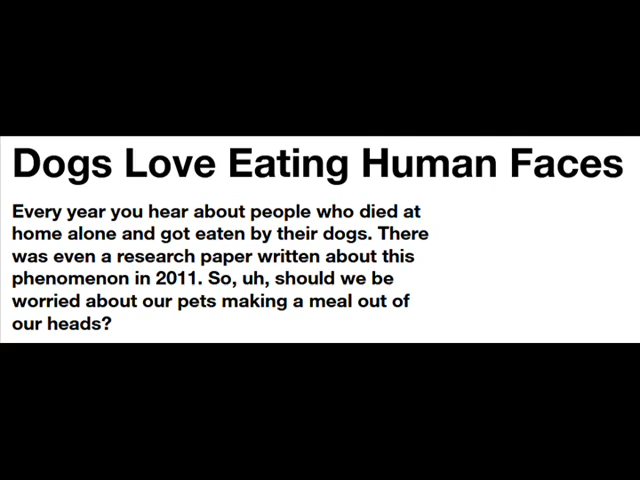 Dogs Love Eating Human Faces
Every year you hear about people who died at
home alone and got eaten by their dogs. There
was even a research paper written about this
phenomenon in 2011. So, uh, should we be
worried about our pets making a meal out of
our heads?